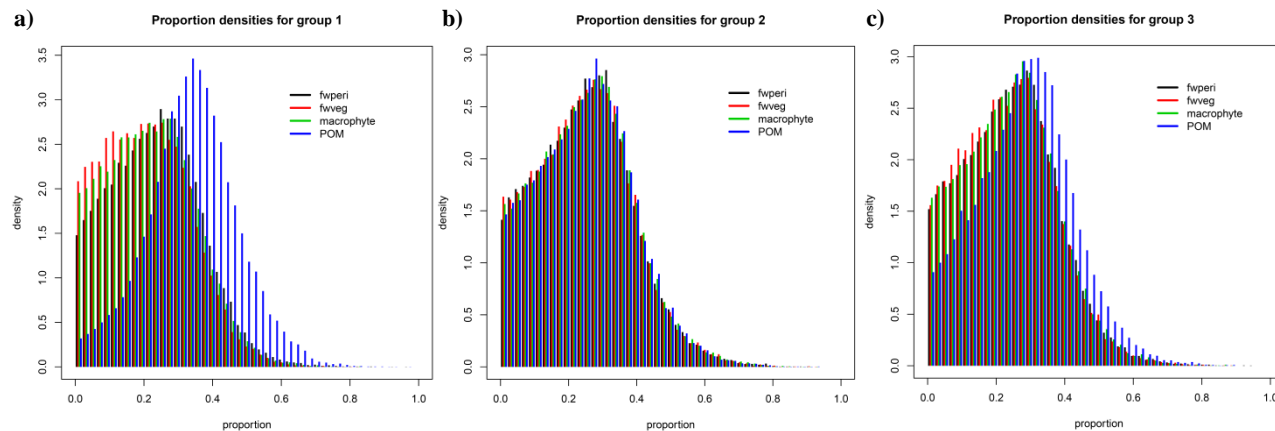 a)
Proportion densities for group 1
density
0.0 0.5 1.0 1.5 2.0 2.5 3.0 3.5
fwperi
fwveg
macrophyte
POM
0.0 0.2 0.4 0.6 0.8 1.0
proportion
b)
Proportion densities for group 2
density
0.0 0.5 1.0 1.5 2.0 2.5 3.0
fwperi
fwveg
macrophyte
POM
0.0 0.2 0.4 0.6 0.8 1.0
proportion
c)
Proportion densities for group 3
density
0.0 0.5 1.0 1.5 2.0 2.5 3.0
fwperi
fwveg
macrophyte
POM
0.0 0.2 0.4 0.6 0.8 1.0
proportion